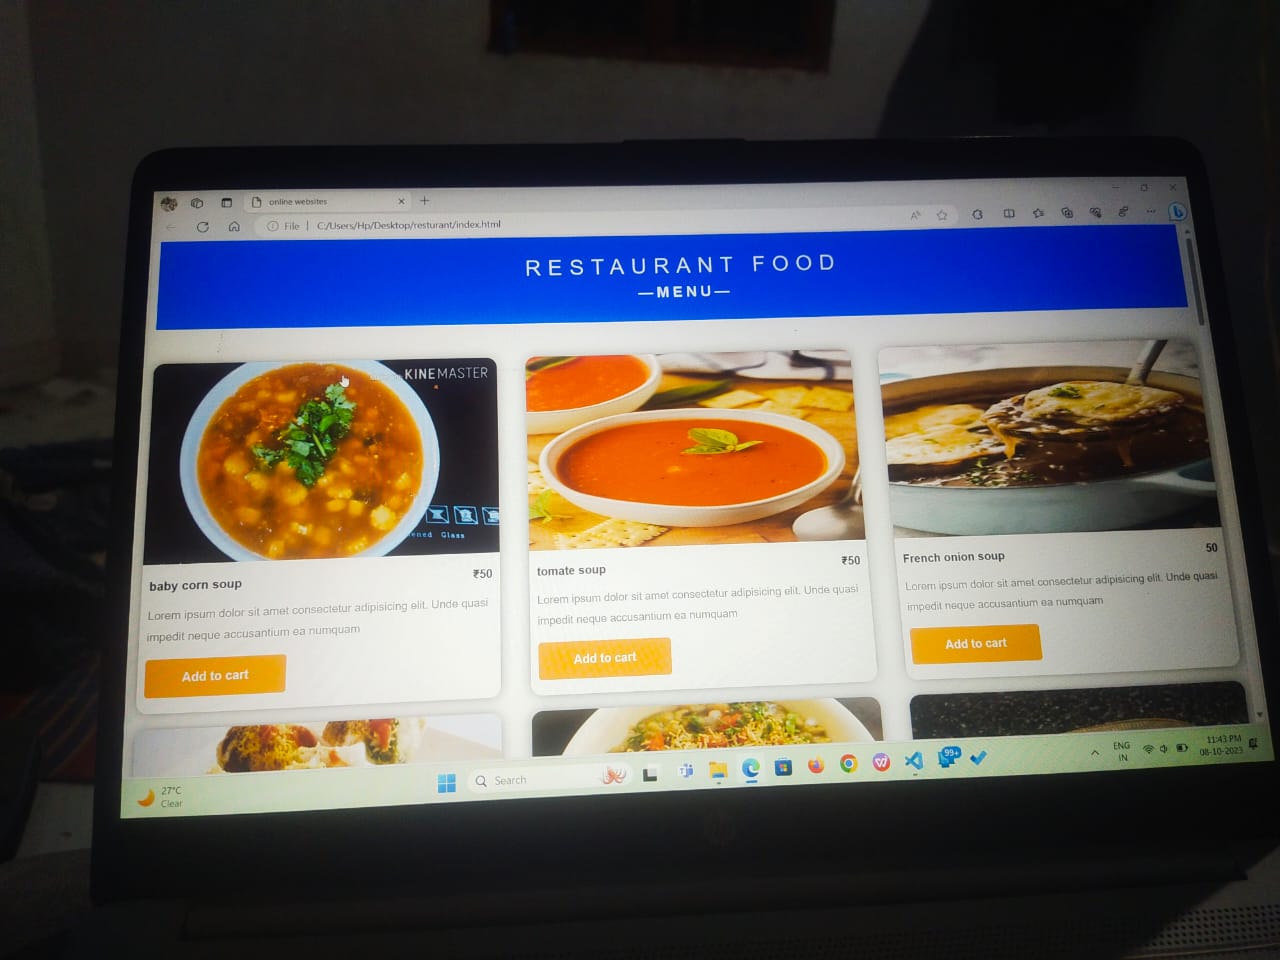 online websites
File
C:/Users/Hp/Desktop/resturant/index.html
RESTAURANT FOOD
—MENU—
KINEMASTER
ened Glass
baby corn soup
₹50
Lorem ipsum dolor sit amet consectetur adipisicing elit. Unde quasi
impedit neque accusantium ea numquam
Add to cart
tomate soup
₹50
Lorem ipsum dolor sit amet consectetur adipisicing elit. Unde quasi
impedit neque accusantium ea numquam
Add to cart
French onion soup
50
Lorem ipsum dolor sit amet consectetur adipisicing elit. Unde quasi
impedit neque accusantium ea numquam
Add to cart
27°C
Clear
Search
99+
ENG
IN
11:43 PM
08-10-2023